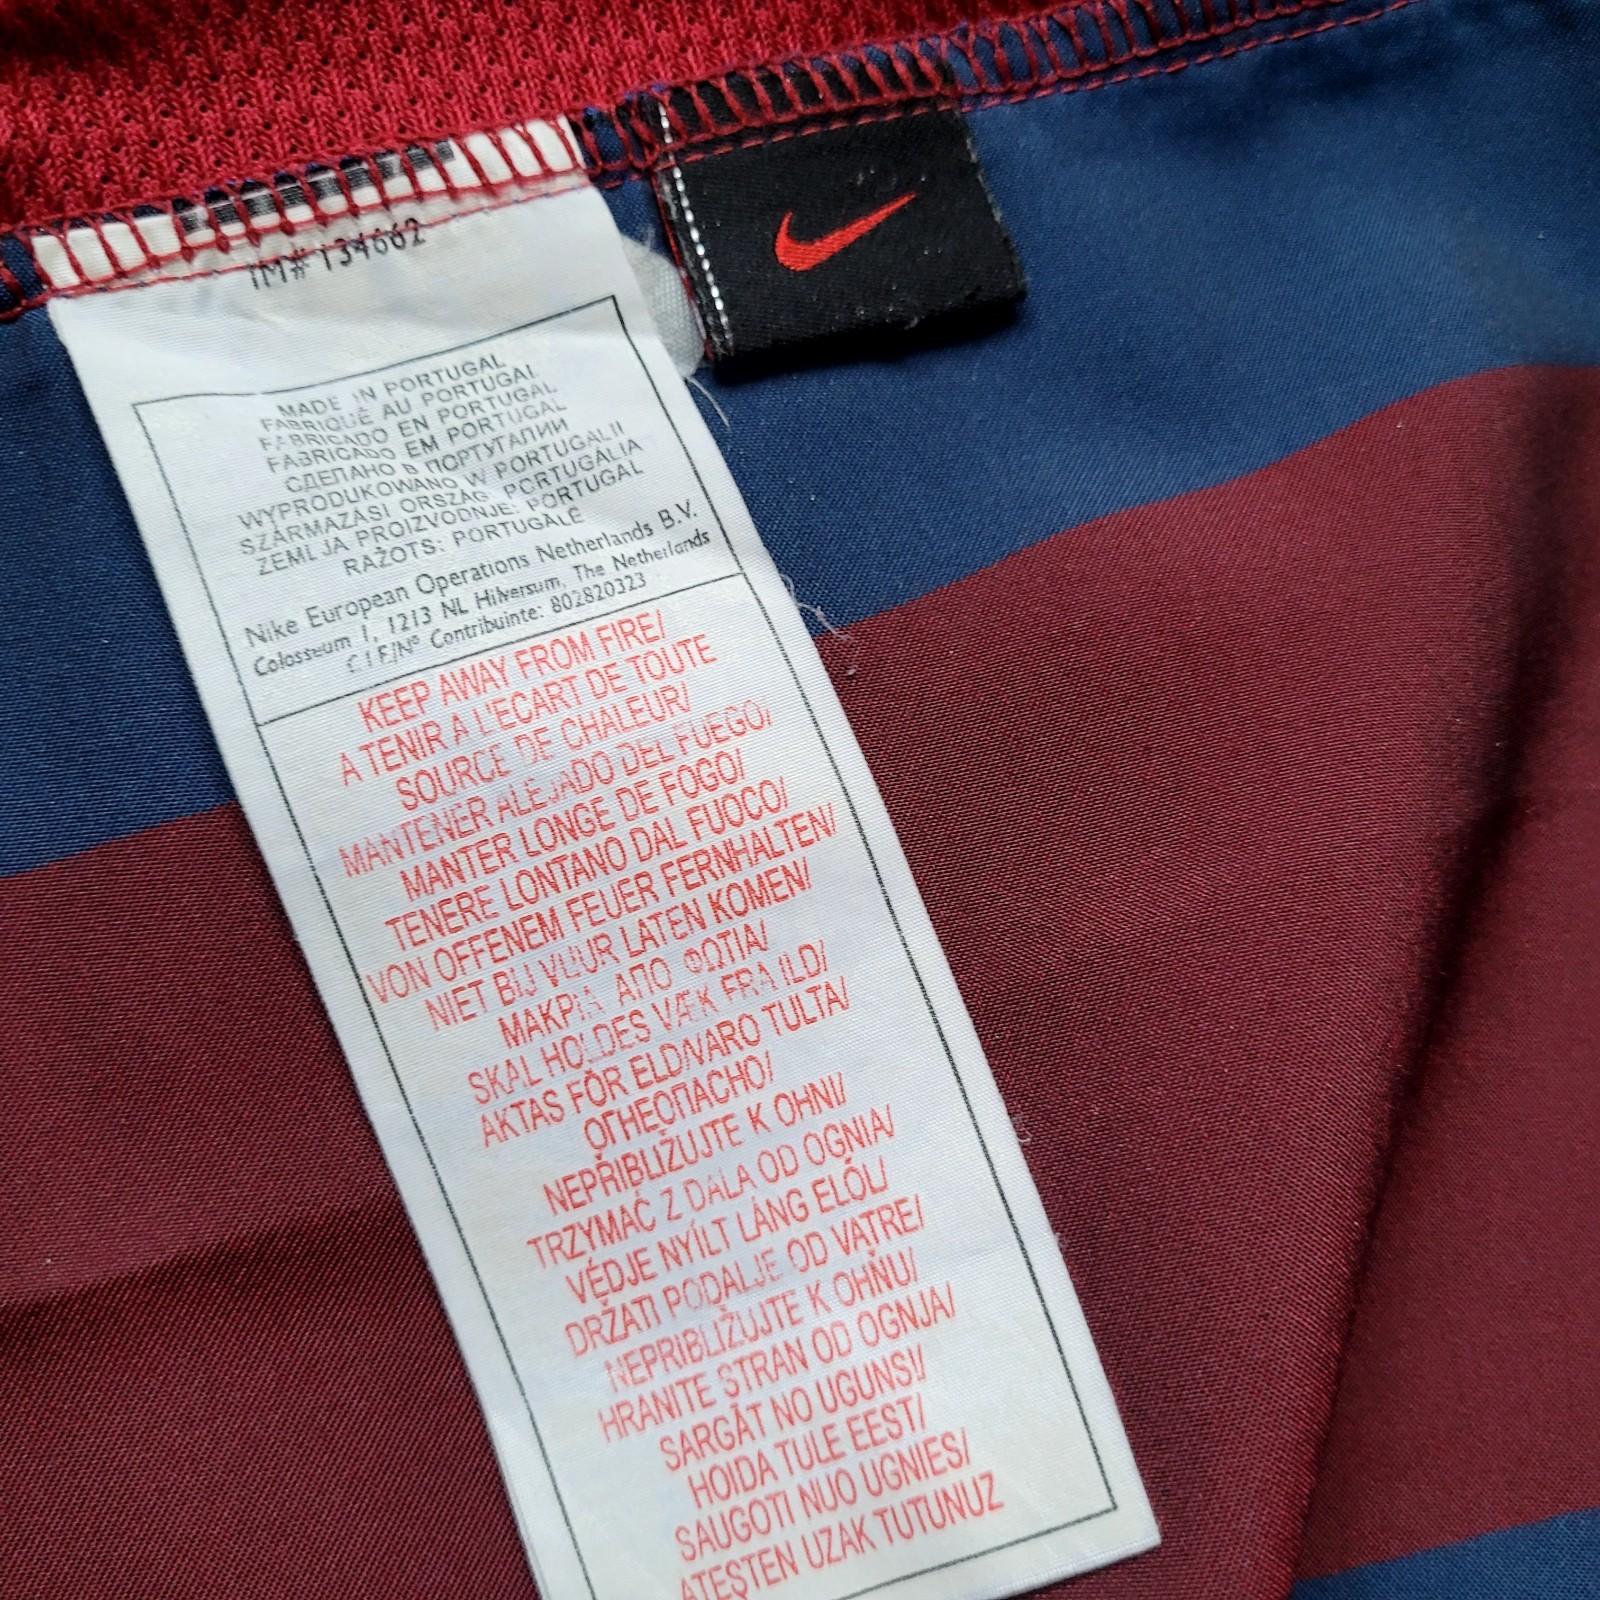 IM# 134662
MADE IN PORTUGAL
FABRIQUÉ AU PORTUGAL
FABRICADO EN PORTUGAL
FABRICADO EM PORTUGAL
СДЕЛАНО В ПОРТУГАЛИИ
WYPRODUKOWANO W PORTUGALII
SZÁRMAZÁSI ORSZÁG: PORTUGÁLIA
ZEMLJA PROIZVODNJE: PORTUGAL
RAŽOTS: PORTUGĀLĒ
Nike European Operations Netherlands B.V.
Colosseum 1, 1213 NL Hilversum, The Netherlands
C.I.F./Nº Contribuinte: 802820323
KEEP AWAY FROM FIRE/
A TENIR A L'ECART DE TOUTE
SOURCE DE CHALEUR/
MANTENER ALEJADO DEL FUEGO/
MANTER LONGE DE FOGO/
TENERE LONTANO DAL FUOCO/
VON OFFENEM FEUER FERNHALTEN/
NIET BIJ VUUR LATEN KOMEN/
ΜΑΚΡΙΑ ΑΠΟ ΦΩΤΙΑ/
SKAL HOLDES VÆK FRA ILD/
AKTAS FÖR ELD/VARO TULTA/
ОГНЕОПАСНО/
NEPŘIBLIŽUJTE K OHNI/
TRZYMAĆ Z DALA OD OGNIA/
VÉDJE NYÍLT LÁNG ELŐL/
DRŽATI PODALJE OD VATRE/
NEPRIBLIŽUJTE K OHŇU/
HRANITE STRAN OD OGNJA/
SARGĀT NO UGUNS!/
HOIDA TULE EEST/
SAUGOTI NUO UGNIES/
ATEŞTEN UZAK TUTUNUZ